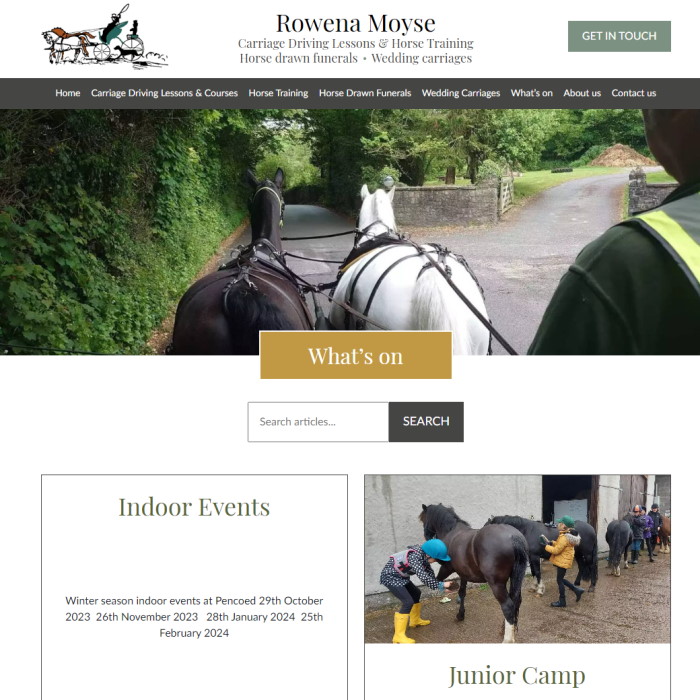 Rowena Moyse
Carriage Driving Lessons & Horse Training
Horse drawn funerals • Wedding carriages
GET IN TOUCH
Home Carriage Driving Lessons & Courses Horse Training Horse Drawn Funerals Wedding Carriages What's on About us Contact us
What's on
Search articles...
SEARCH
Indoor Events
Winter season indoor events at Pencoed 29th October
2023 26th November 2023 28th January 2024 25th
February 2024
Junior Camp